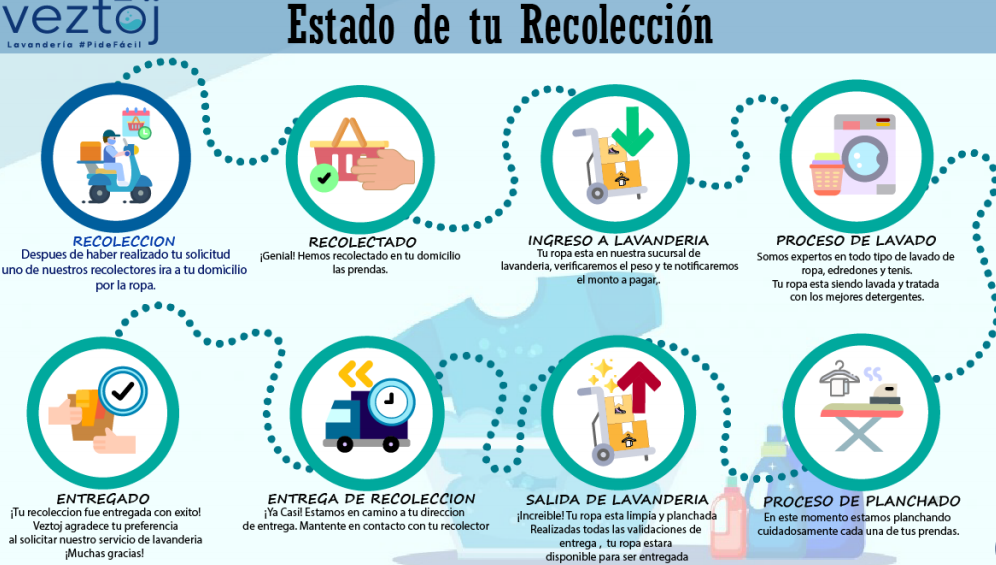 veztoj
Lavandería #PideFácil
Estado de tu Recolección
RECOLECCION
Despues de haber realizado tu solicitud
uno de nuestros recolectores ira a tu domicilio
por la ropa.
RECOLECTADO
¡Genial! Hemos recolectado en tu domicilio
las prendas.
INGRESO A LAVANDERIA
Tu ropa esta en nuestra sucursal de
lavanderia, verificaremos el peso y te notificaremos
el monto a pagar,.
PROCESO DE LAVADO
Somos expertos en todo tipo de lavado de
ropa, edredones y tenis.
Tu ropa esta siendo lavada y tratada
con los mejores detergentes.
ENTREGADO
¡Tu recoleccion fue entregada con exito!
Veztoj agradece tu preferencia
al solicitar nuestro servicio de lavanderia
¡Muchas gracias!
ENTREGA DE RECOLECCION
¡Ya Casi! Estamos en camino a tu direccion
de entrega. Mantente en contacto con tu recolector
SALIDA DE LAVANDERIA
¡Increible! Tu ropa esta limpia y planchada
Realizadas todas las validaciones de
entrega , tu ropa estara
disponible para ser entregada
PROCESO DE PLANCHADO
En este momento estamos planchando
cuidadosamente cada una de tus prendas.